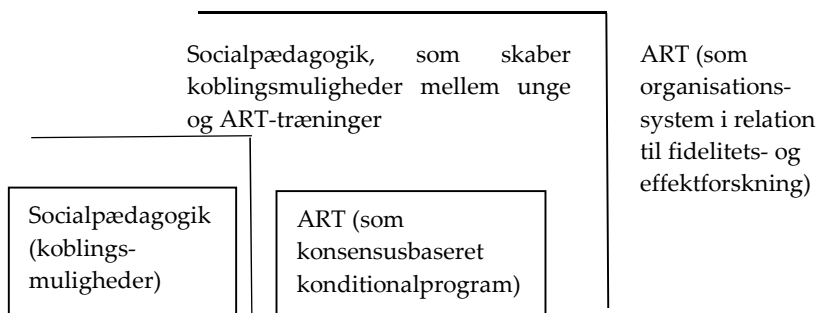 Socialpædagogik, som skaber
koblingsmuligheder mellem unge
og ART-træninger
ART (som
organisations-
system i relation
til fidelitets- og
effektforskning)
Socialpædagogik
(koblings-
muligheder)
ART (som
konsensusbaseret
konditionalprogram)